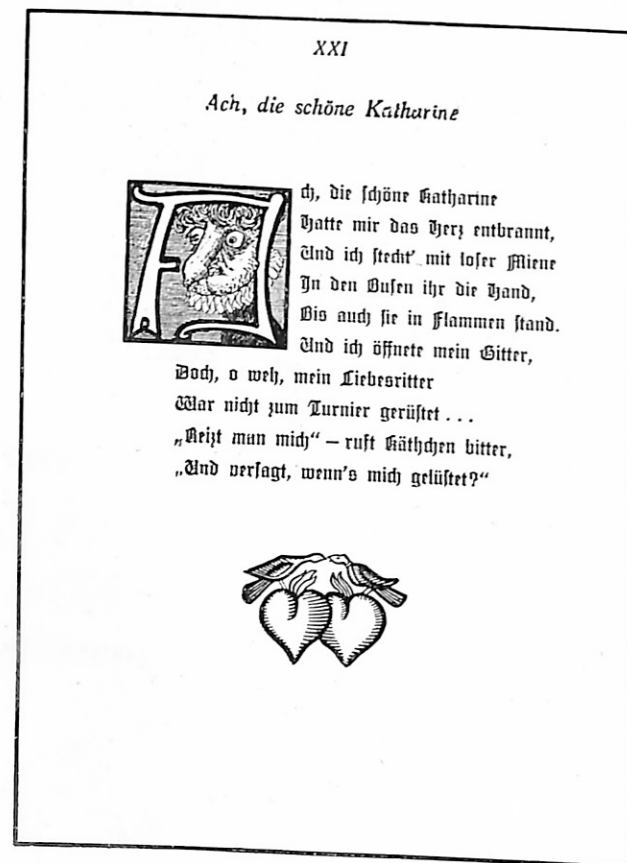 XXI
Ach, die schöne Katharine
Ach, die schöne Katharine
Hatte mir das Herz entbrannt,
Und ich steckt' mit loser Miene
In den Busen ihr die Hand,
Bis auch sie in Flammen stand.
Und ich öffnete mein Gitter,
Doch, o weh, mein Liebesritter
War nicht zum Turnier gerüstet ...
„Reizt man mich“ – ruft Käthchen bitter,
„Und versagt, wenn's mich gelüstet?“